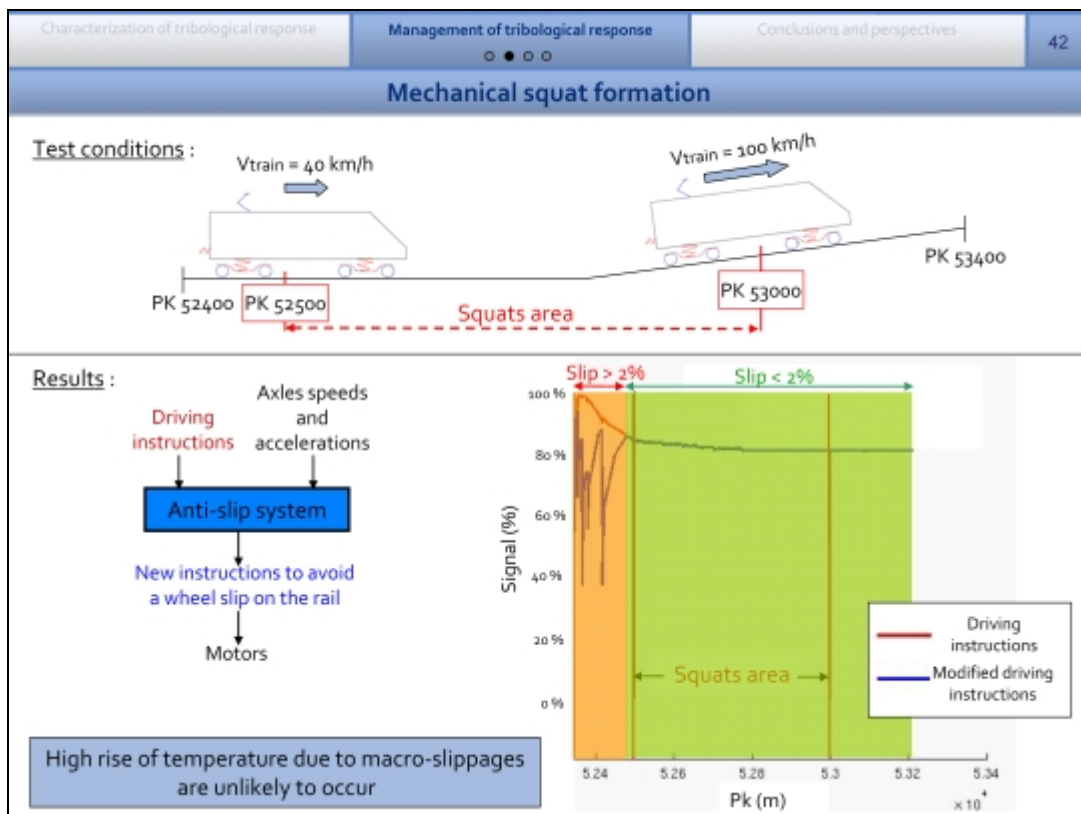 Characterization of tribological response
Management of tribological response
Conclusions and perspectives
42
Mechanical squat formation
Test conditions :
Vtrain = 40 km/h
Vtrain = 100 km/h
PK 52400
PK 52500
Squats area
PK 53000
PK 53400
Results :
Driving
instructions
Axles speeds
and
accelerations
Anti-slip system
New instructions to avoid
a wheel slip on the rail
Motors
High rise of temperature due to macro-slippages
are unlikely to occur
Slip > 2%
Slip < 2%
100 %
80 %
60 %
40 %
20 %
0 %
Signal (%)
Squats area
Driving
instructions
Modified driving
instructions
5.24
5.26
5.28
5.3
5.32
5.34
Pk (m)
× 10⁴